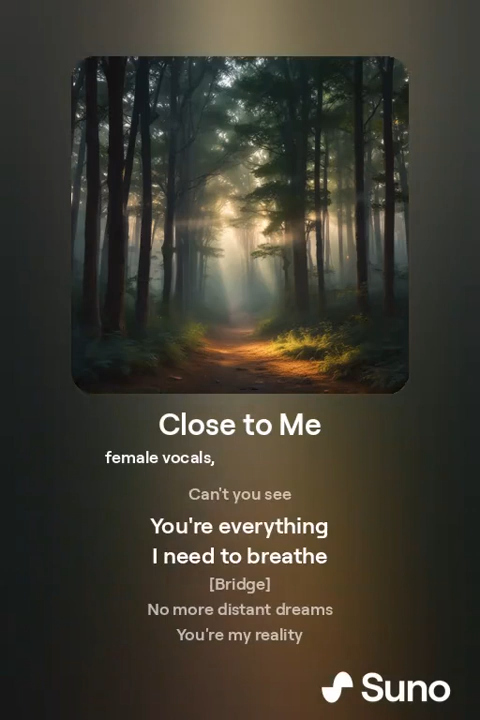 Close to Me
female vocals,
Can't you see
You're everything
I need to breathe
[Bridge]
No more distant dreams
You're my reality
Suno